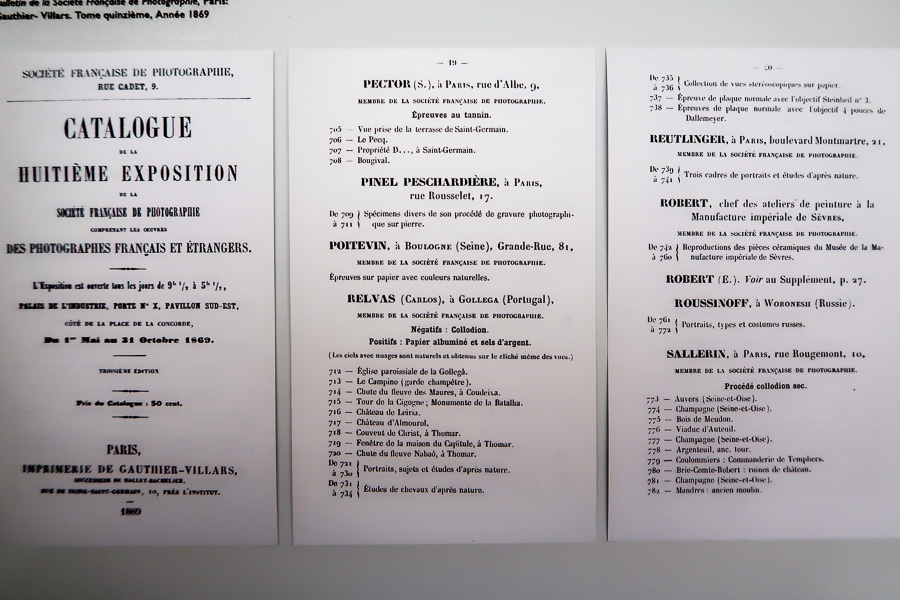 Bulletin de la Société Française de Photographie, Paris:
Gauthier- Villars. Tome quinzième, Année 1869
SOCIÉTÉ FRANÇAISE DE PHOTOGRAPHIE,
RUE CADET, 9.
CATALOGUE
DE LA
HUITIÈME EXPOSITION
DE LA
SOCIÉTÉ FRANÇAISE DE PHOTOGRAPHIE
COMPRENANT LES ŒUVRES
DES PHOTOGRAPHES FRANÇAIS ET ÉTRANGERS.
L'Exposition est ouverte tous les jours de 9h 1/2 à 5h 1/2,
PALAIS DE L'INDUSTRIE, PORTE N° X, PAVILLON SUD-EST,
CÔTÉ DE LA PLACE DE LA CONCORDE,
Du 1er Mai au 31 Octobre 1869.
TROISIÈME ÉDITION
Prix du Catalogue : 50 cent.
PARIS,
IMPRIMERIE DE GAUTHIER-VILLARS,
SUCCESSEUR DE MALLET-BACHELIER,
RUE DE SEINE-SAINT-GERMAIN, 10, PRÈS L'INSTITUT.
1869
— 19 —
PECTOR (S.), à PARIS, rue d'Albe, 9,
MEMBRE DE LA SOCIÉTÉ FRANÇAISE DE PHOTOGRAPHIE.
Épreuves au tannin.
705 — Vue prise de la terrasse de Saint-Germain.
706 — Le Pecq.
707 — Propriété D..., à Saint-Germain.
708 — Bougival.
PINEL PESCHARDIÈRE, à PARIS,
rue Rousselet, 17.
De 709 à 711 } Spécimens divers de son procédé de gravure photographi-
que sur pierre.
POITEVIN, à BOULOGNE (Seine), Grande-Rue, 81,
MEMBRE DE LA SOCIÉTÉ FRANÇAISE DE PHOTOGRAPHIE.
Épreuves sur papier avec couleurs naturelles.
RELVAS (CARLOS), à GOLLEGA (Portugal),
MEMBRE DE LA SOCIÉTÉ FRANÇAISE DE PHOTOGRAPHIE.
Négatifs : Collodion.
Positifs : Papier albuminé et sels d'argent.
(Les ciels avec nuages sont naturels et obtenus sur le cliché même des vues.)
712 — Église paroissiale de la Gollegâ.
713 — Le Campino (garde champêtre).
714 — Chute du fleuve des Maures, à Coudeixa.
715 — Tour de la Cigogne; Monumente de la Batalha.
716 — Château de Leiria.
717 — Château d'Almourol.
718 — Couvent de Christ, à Thomar.
719 — Fenêtre de la maison du Capitule, à Thomar.
720 — Chute du fleuve Nabaô, à Thomar.
De 721 à 730 } Portraits, sujets et études d'après nature.
De 731 à 734 } Études de chevaux d'après nature.
— 20 —
De 735 à 736 } Collection de vues stéréoscopiques sur papier.
737 — Épreuve de plaque normale avec l'objectif Steinheil n° 3.
738 — Épreuves de plaque normale avec l'objectif 4 pouces de
Dallemeyer.
REUTLINGER, à PARIS, boulevard Montmartre, 21,
MEMBRE DE LA SOCIÉTÉ FRANÇAISE DE PHOTOGRAPHIE.
De 739 à 741 } Trois cadres de portraits et études d'après nature.
ROBERT, chef des ateliers de peinture à la
Manufacture impériale de SÈVRES,
MEMBRE DE LA SOCIÉTÉ FRANÇAISE DE PHOTOGRAPHIE.
De 742 à 760 } Reproductions des pièces céramiques du Musée de la Ma-
nufacture impériale de Sèvres.
ROBERT (E.). Voir au Supplément, p. 27.
ROUSSINOFF, à WORONESH (Russie).
De 761 à 772 } Portraits, types et costumes russes.
SALLERIN, à PARIS, rue Rougemont, 10,
MEMBRE DE LA SOCIÉTÉ FRANÇAISE DE PHOTOGRAPHIE.
Procédé collodion sec.
773 — Auvers (Seine-et-Oise).
774 — Champagne (Seine-et-Oise).
775 — Bois de Meudon.
776 — Viaduc d'Auteuil.
777 — Champagne (Seine-et-Oise).
778 — Argenteuil, anc. tour.
779 — Coulommiers : Commanderie de Templiers.
780 — Brie-Comte-Robert : ruines de château.
781 — Champagne (Seine-et-Oise).
782 — Mandres : ancien moulin.